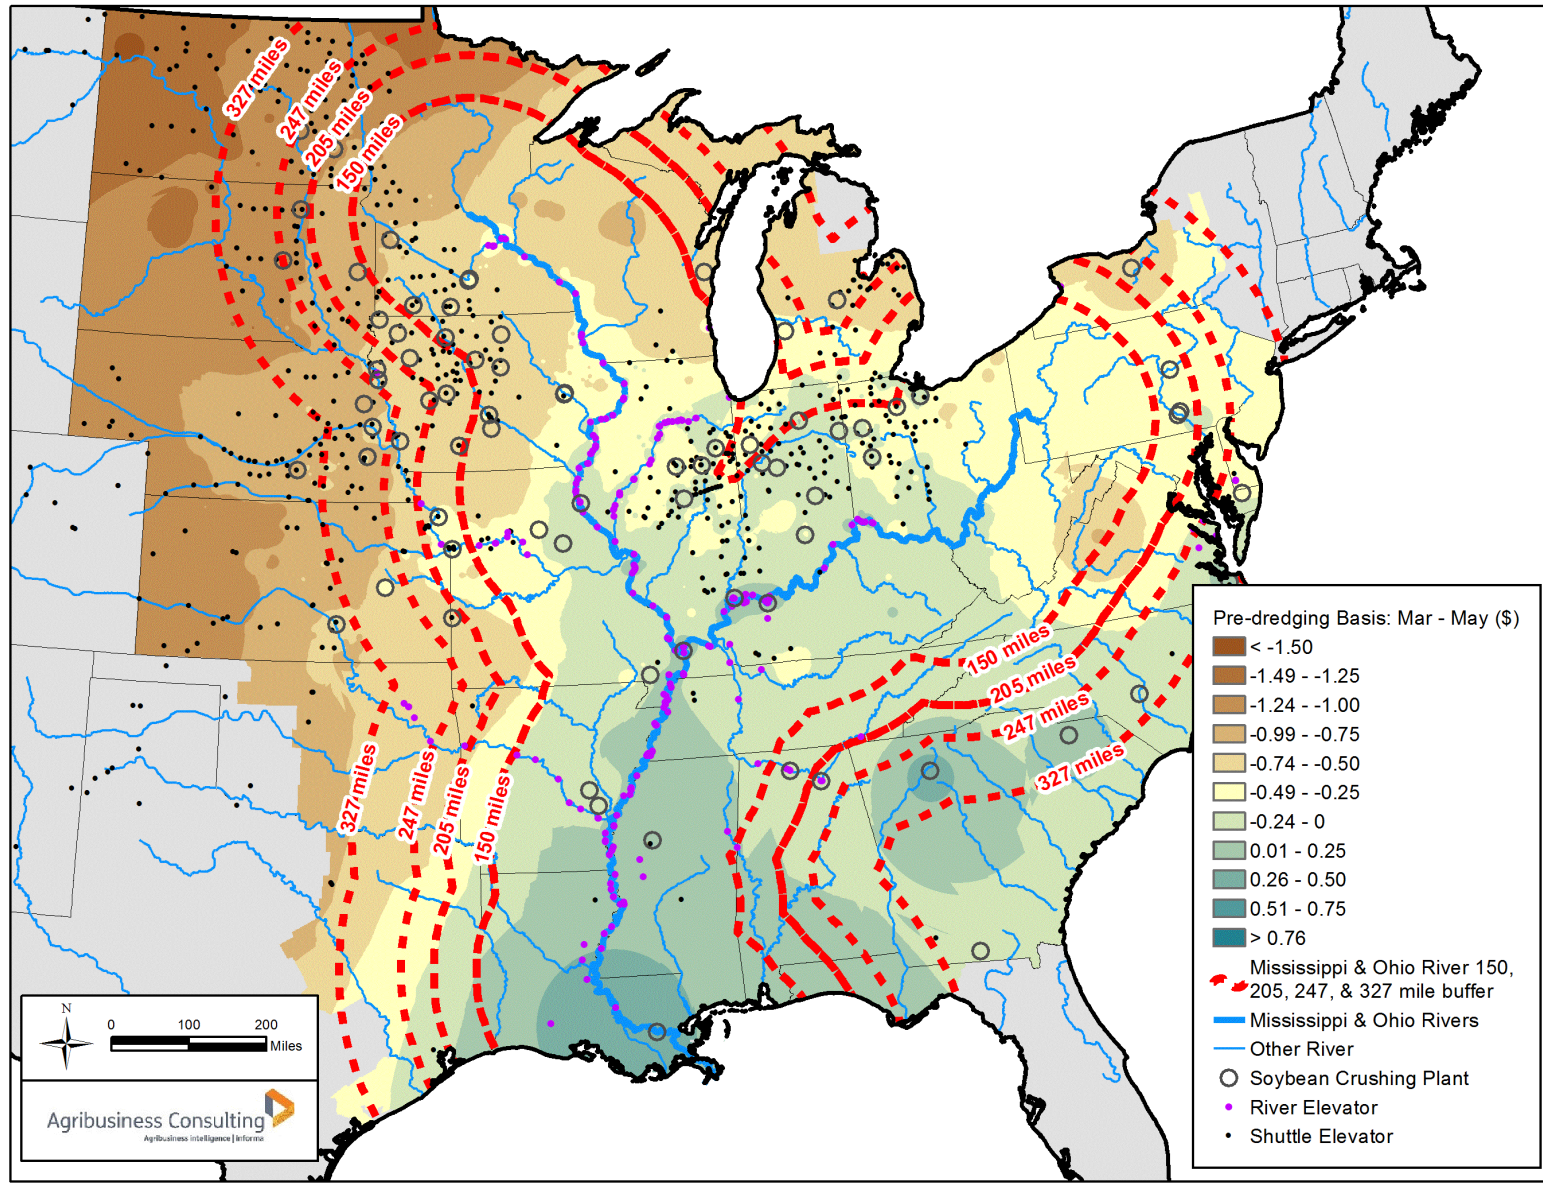 327 miles
247 miles
205 miles
150 miles
150 miles
205 miles
247 miles
327 miles
327 miles
247 miles
205 miles
150 miles
Pre-dredging Basis: Mar - May ($)
< -1.50
-1.49 - -1.25
-1.24 - -1.00
-0.99 - -0.75
-0.74 - -0.50
-0.49 - -0.25
-0.24 - 0
0.01 - 0.25
0.26 - 0.50
0.51 - 0.75
> 0.76
Mississippi & Ohio River 150,
205, 247, & 327 mile buffer
Mississippi & Ohio Rivers
Other River
Soybean Crushing Plant
River Elevator
Shuttle Elevator
N
0 100 200
Miles
Agribusiness Consulting
Agribusiness intelligence | informa